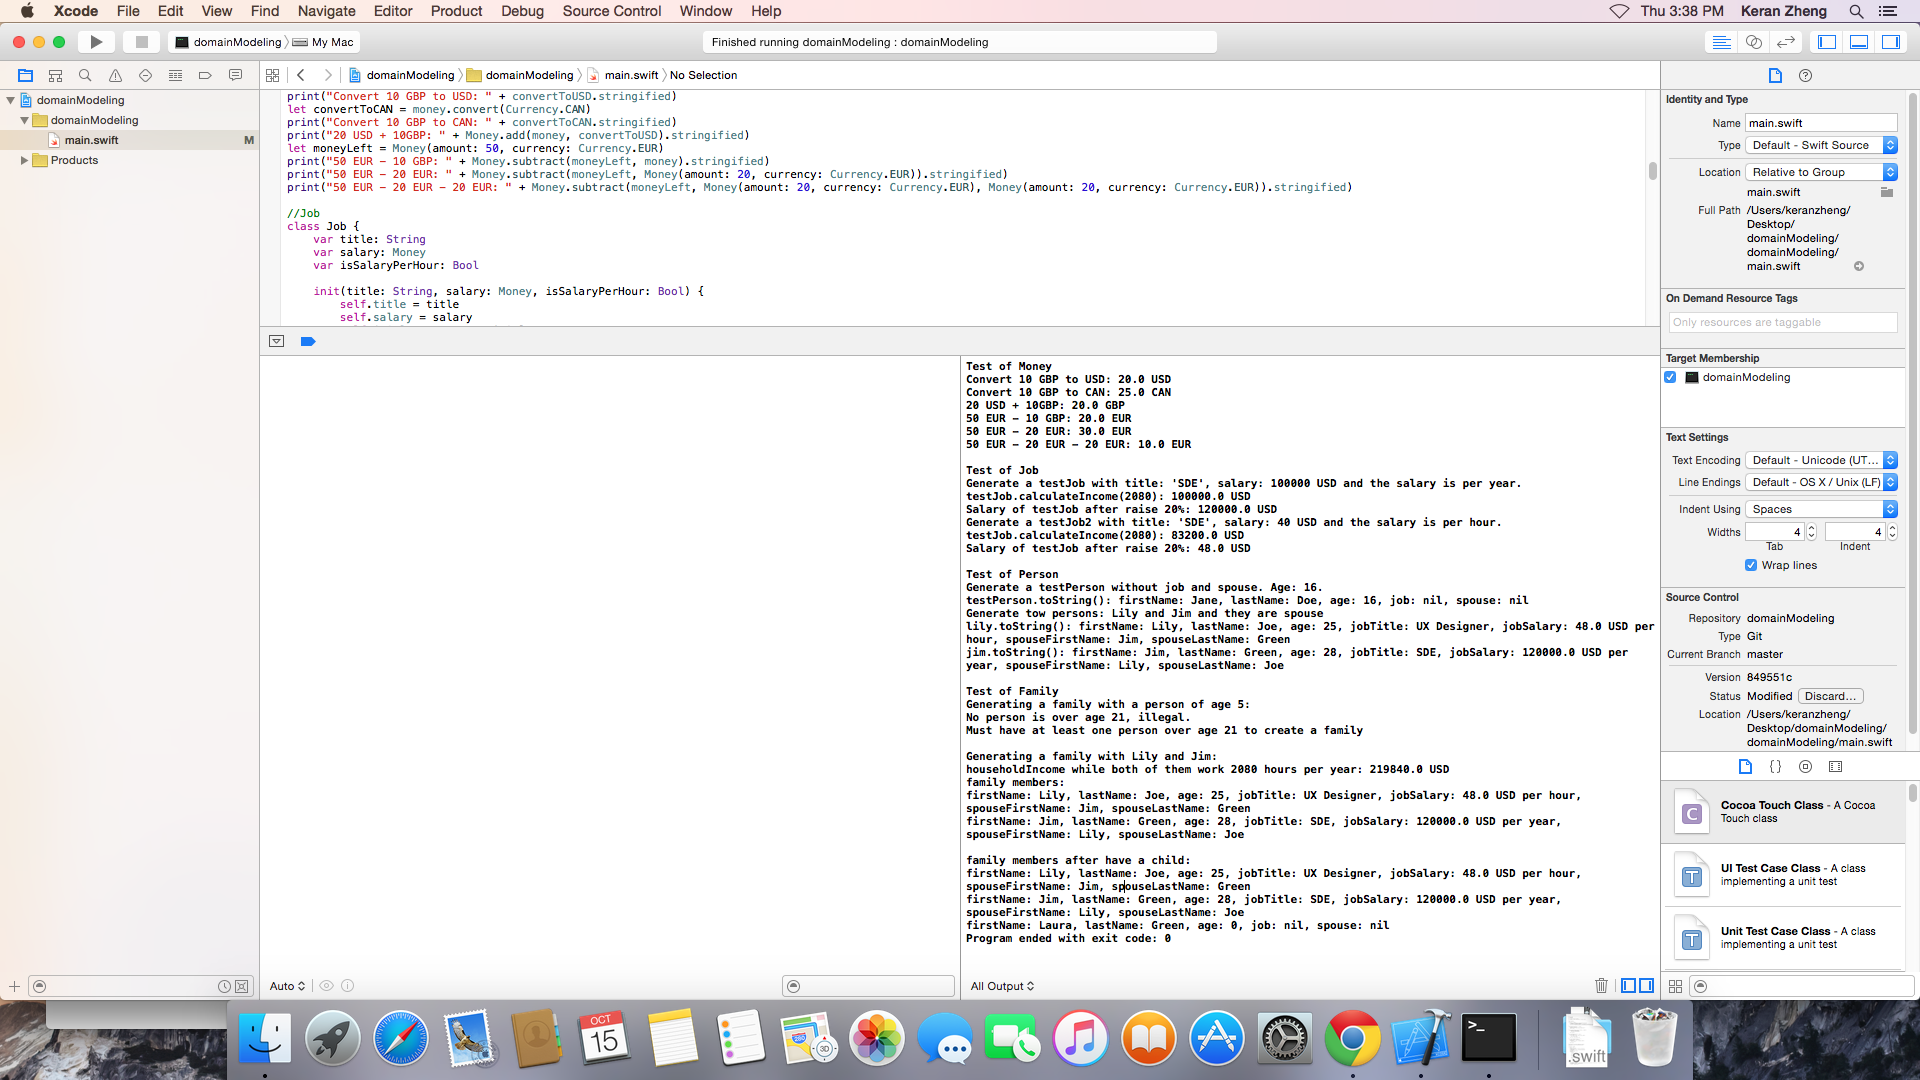 Xcode File Edit View Find Navigate Editor Product Debug Source Control Window Help Thu 3:38 PM Keran Zheng
domainModeling My Mac Finished running domainModeling : domainModeling
domainModeling domainModeling main.swift No Selection
domainModeling
domainModeling
main.swift M
Products
print("Convert 10 GBP to USD: " + convertToUSD.stringified)
let convertToCAN = money.convert(Currency.CAN)
print("Convert 10 GBP to CAN: " + convertToCAN.stringified)
print("20 USD + 10GBP: " + Money.add(money, convertToUSD).stringified)
let moneyLeft = Money(amount: 50, currency: Currency.EUR)
print("50 EUR - 10 GBP: " + Money.subtract(moneyLeft, money).stringified)
print("50 EUR - 20 EUR: " + Money.subtract(moneyLeft, Money(amount: 20, currency: Currency.EUR)).stringified)
print("50 EUR - 20 EUR - 20 EUR: " + Money.subtract(moneyLeft, Money(amount: 20, currency: Currency.EUR), Money(amount: 20, currency: Currency.EUR)).stringified)
//Job
class Job {
var title: String
var salary: Money
var isSalaryPerHour: Bool
init(title: String, salary: Money, isSalaryPerHour: Bool) {
self.title = title
self.salary = salary
Test of Money
Convert 10 GBP to USD: 20.0 USD
Convert 10 GBP to CAN: 25.0 CAN
20 USD + 10GBP: 20.0 GBP
50 EUR - 10 GBP: 20.0 EUR
50 EUR - 20 EUR: 30.0 EUR
50 EUR - 20 EUR - 20 EUR: 10.0 EUR
Test of Job
Generate a testJob with title: 'SDE', salary: 100000 USD and the salary is per year.
testJob.calculateIncome(2080): 100000.0 USD
Salary of testJob after raise 20%: 120000.0 USD
Generate a testJob2 with title: 'SDE', salary: 40 USD and the salary is per hour.
testJob.calculateIncome(2080): 83200.0 USD
Salary of testJob after raise 20%: 48.0 USD
Test of Person
Generate a testPerson without job and spouse. Age: 16.
testPerson.toString(): firstName: Jane, lastName: Doe, age: 16, job: nil, spouse: nil
Generate tow persons: Lily and Jim and they are spouse
lily.toString(): firstName: Lily, lastName: Joe, age: 25, jobTitle: UX Designer, jobSalary: 48.0 USD per
hour, spouseFirstName: Jim, spouseLastName: Green
jim.toString(): firstName: Jim, lastName: Green, age: 28, jobTitle: SDE, jobSalary: 120000.0 USD per
year, spouseFirstName: Lily, spouseLastName: Joe
Test of Family
Generating a family with a person of age 5:
No person is over age 21, illegal.
Must have at least one person over age 21 to create a family
Generating a family with Lily and Jim:
householdIncome while both of them work 2080 hours per year: 219840.0 USD
family members:
firstName: Lily, lastName: Joe, age: 25, jobTitle: UX Designer, jobSalary: 48.0 USD per hour,
spouseFirstName: Jim, spouseLastName: Green
firstName: Jim, lastName: Green, age: 28, jobTitle: SDE, jobSalary: 120000.0 USD per year,
spouseFirstName: Lily, spouseLastName: Joe
family members after have a child:
firstName: Lily, lastName: Joe, age: 25, jobTitle: UX Designer, jobSalary: 48.0 USD per hour,
spouseFirstName: Jim, spouseLastName: Green
firstName: Jim, lastName: Green, age: 28, jobTitle: SDE, jobSalary: 120000.0 USD per year,
spouseFirstName: Lily, spouseLastName: Joe
firstName: Laura, lastName: Green, age: 0, job: nil, spouse: nil
Program ended with exit code: 0
Auto
All Output
Identity and Type
Name main.swift
Type Default - Swift Source
Location Relative to Group
main.swift
Full Path /Users/keranzheng/
Desktop/
domainModeling/
domainModeling/
main.swift
On Demand Resource Tags
Only resources are taggable
Target Membership
domainModeling
Text Settings
Text Encoding Default - Unicode (UT...
Line Endings Default - OS X / Unix (LF)
Indent Using Spaces
Widths 4 4
Tab Indent
Wrap lines
Source Control
Repository domainModeling
Type Git
Current Branch master
Version 849551c
Status Modified Discard...
Location /Users/keranzheng/
Desktop/domainModeling/
domainModeling/main.swift
Cocoa Touch Class - A Cocoa
Touch class
UI Test Case Class - A class
implementing a unit test
Unit Test Case Class - A class
implementing a unit test
OCT
15
.swift